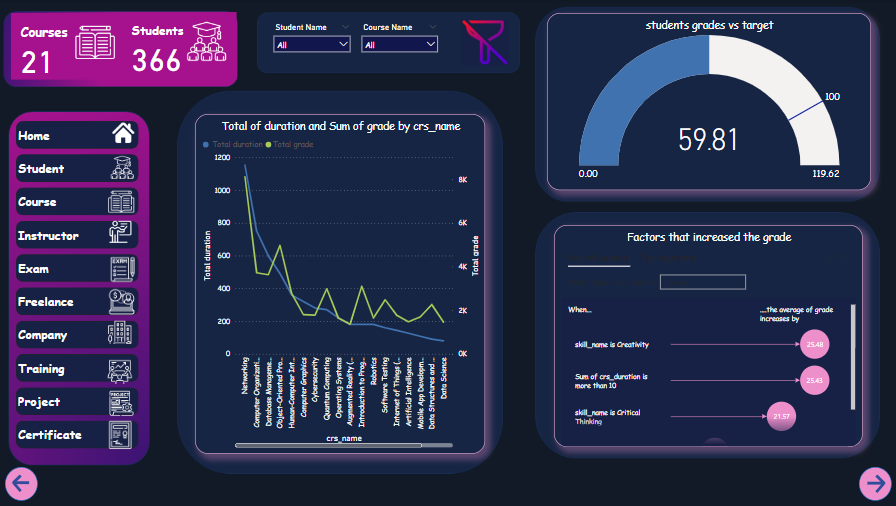 Courses
21
Students
366
Student Name
All
Course Name
All
Home
Student
Course
Instructor
Exam
Freelance
Company
Training
Project
Certificate
Total of duration and Sum of grade by crs_name
Total duration
Total grade
1200
1000
800
600
400
200
0
Total duration
8K
6K
4K
2K
0K
Total grade
Networking
Computer Organizati...
Database Manageme...
Object-Oriented Pro...
Human-Computer Int...
Computer Graphics
Cybersecurity
Quantum Computing
Operating Systems
Augmented Reality (...
Introduction to Prog...
Robotics
Software Testing
Internet of Things (...
Artificial Intelligence
Mobile App Developm...
Data Structures and ...
Data Science
crs_name
students grades vs target
100
59.81
0.00
119.62
Factors that increased the grade
When...
....the average of grade
increases by
skill_name is Creativity
25.48
Sum of crs_duration is
more than 10
25.43
skill_name is Critical
Thinking
21.57